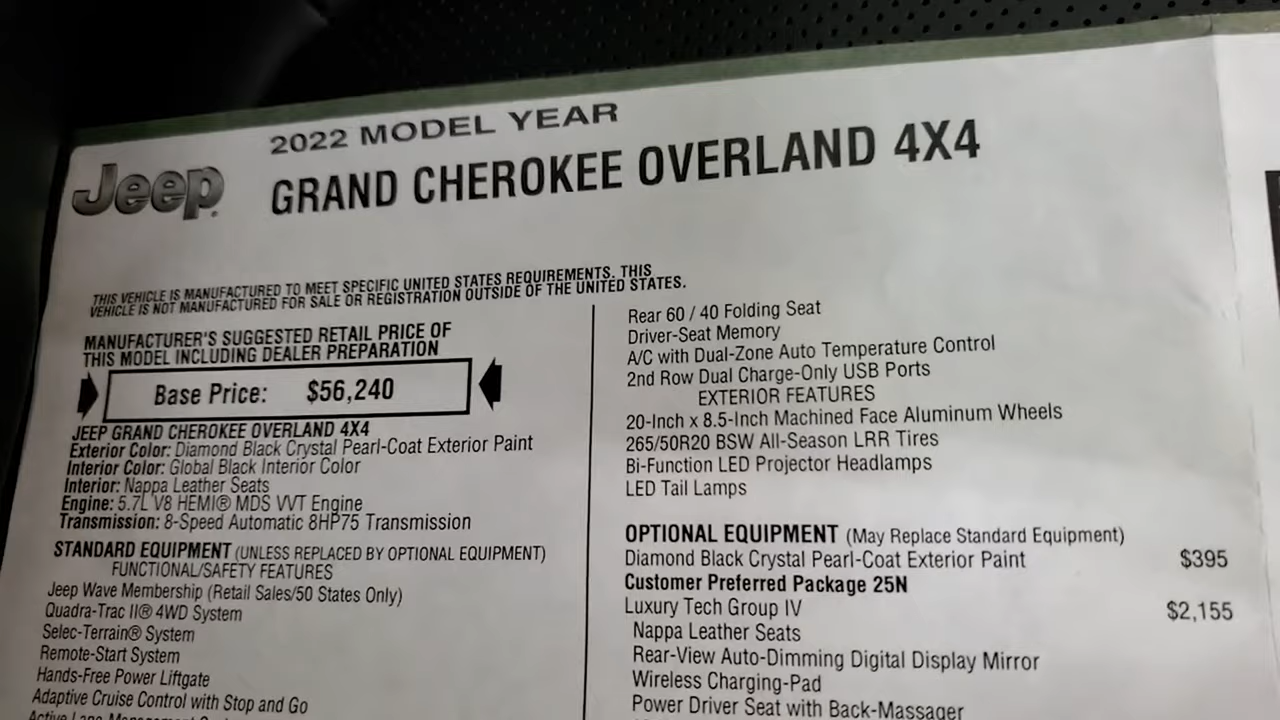 2022 MODEL YEAR
Jeep
GRAND CHEROKEE OVERLAND 4X4
THIS VEHICLE IS MANUFACTURED TO MEET SPECIFIC UNITED STATES REQUIREMENTS. THIS
VEHICLE IS NOT MANUFACTURED FOR SALE OR REGISTRATION OUTSIDE OF THE UNITED STATES.
MANUFACTURER'S SUGGESTED RETAIL PRICE OF
THIS MODEL INCLUDING DEALER PREPARATION
Base Price: $56,240
JEEP GRAND CHEROKEE OVERLAND 4X4
Exterior Color: Diamond Black Crystal Pearl-Coat Exterior Paint
Interior Color: Global Black Interior Color
Interior: Nappa Leather Seats
Engine: 5.7L V8 HEMI® MDS VVT Engine
Transmission: 8-Speed Automatic 8HP75 Transmission
STANDARD EQUIPMENT (UNLESS REPLACED BY OPTIONAL EQUIPMENT)
FUNCTIONAL/SAFETY FEATURES
Jeep Wave Membership (Retail Sales/50 States Only)
Quadra-Trac II® 4WD System
Selec-Terrain® System
Remote-Start System
Hands-Free Power Liftgate
Adaptive Cruise Control with Stop and Go
Active Lane
Rear 60 / 40 Folding Seat
Driver-Seat Memory
A/C with Dual-Zone Auto Temperature Control
2nd Row Dual Charge-Only USB Ports
EXTERIOR FEATURES
20-Inch x 8.5-Inch Machined Face Aluminum Wheels
265/50R20 BSW All-Season LRR Tires
Bi-Function LED Projector Headlamps
LED Tail Lamps
OPTIONAL EQUIPMENT (May Replace Standard Equipment)
Diamond Black Crystal Pearl-Coat Exterior Paint $395
Customer Preferred Package 25N
Luxury Tech Group IV $2,155
Nappa Leather Seats
Rear-View Auto-Dimming Digital Display Mirror
Wireless Charging-Pad
Power Driver Seat with Back-Massager